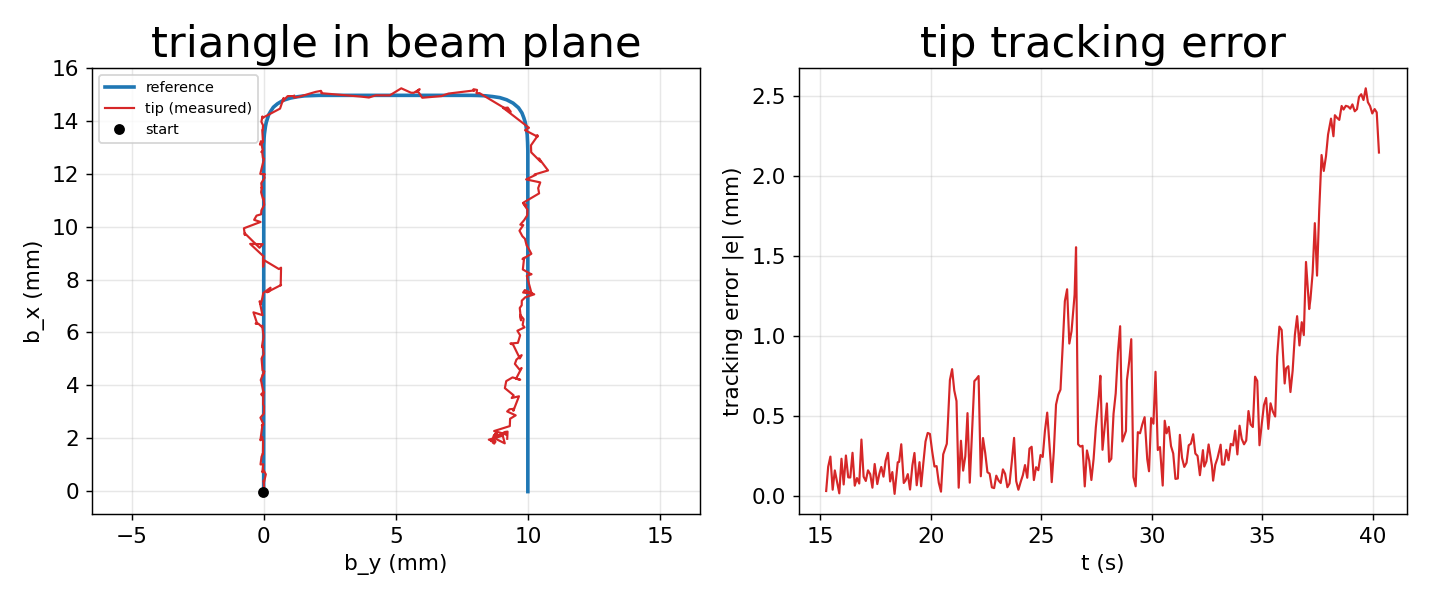 triangle in beam plane
reference
tip (measured)
start
16
14
12
10
8
6
4
2
0
−5
0
5
10
15
b_x (mm)
b_y (mm)
tip tracking error
2.5
2.0
1.5
1.0
0.5
0.0
15
20
25
30
35
40
tracking error |e| (mm)
t (s)